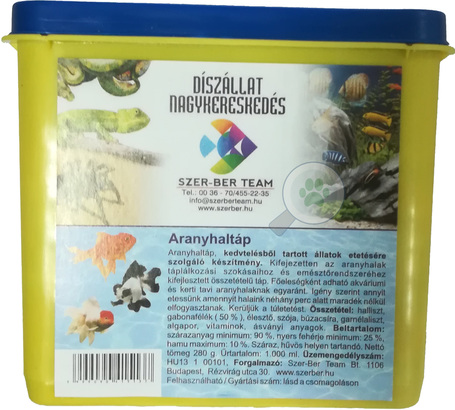 DÍSZÁLLAT
NAGYKERESKEDÉS
SZER-BER TEAM
Tel.: 00 36 - 70/455-22-35
info@szerberteam.hu
www.szerber.hu
Aranyhaltáp
Aranyhaltáp, kedvtelésből tartott állatok etetésére
szolgáló készítmény. Kifejezetten az aranyhalak
táplálkozási szokásaihoz és emésztőrendszeréhez
kifejlesztett összetételű táp. Főeleségként adható akváriumi
és kerti tavi aranyhalaknak egyaránt. Igény szerint annyit
etessünk amennyit halaink néhány perc alatt maradék nélkül
elfogyasztanak. Kerüljük a túletetést. Összetétel: halliszt,
gabonafélék ( 50 % ), élesztő, szója, búzacsíra, garnélaliszt,
algapor, vitaminok, ásványi anyagok. Beltartalom:
szárazanyag minimum: 90 %, nyers fehérje minimum: 25 %,
hamu maximum: 10 %. Száraz, hűvös helyen tartandó. Nettó
tömeg 280 g. Űrtartalom: 1.000 ml. Üzemengedélyszám:
HU13 1 00101, Forgalmazó: Szer-Ber Team Bt. 1106
Budapest, Rézvirág utca 30. www.szerber.hu
Felhasználható / Gyártási szám: lásd a csomagoláson